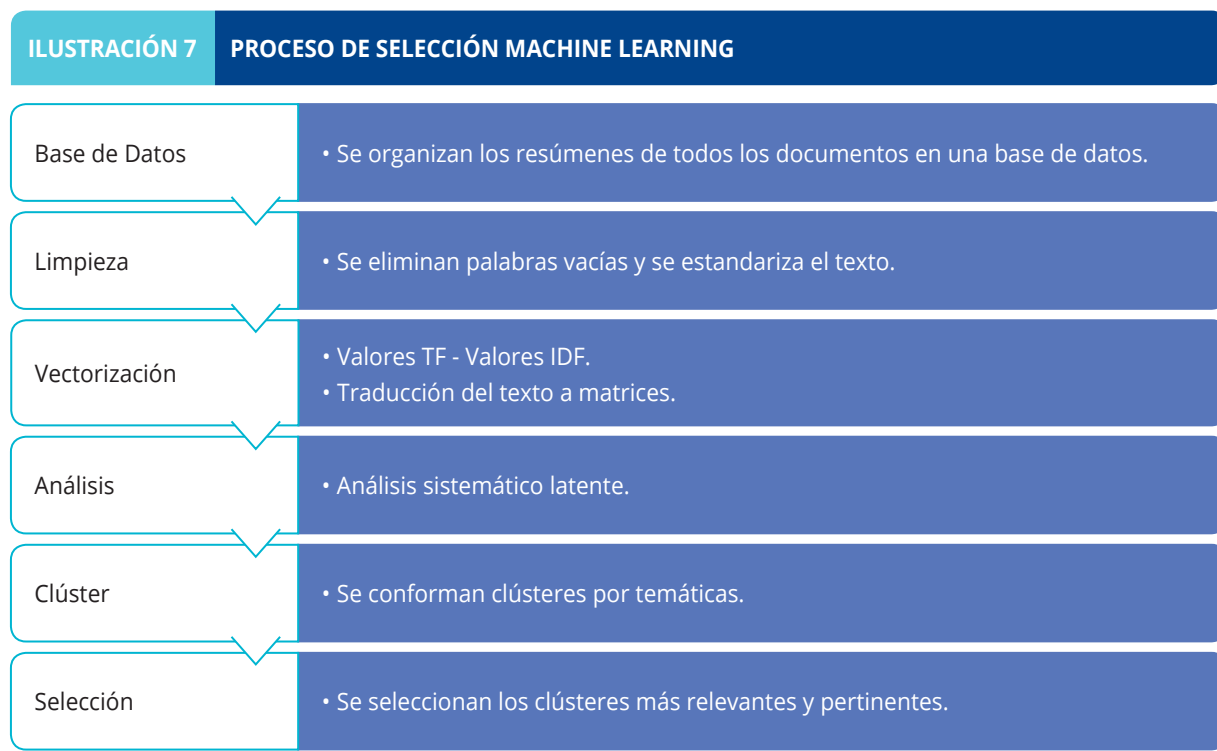 ILUSTRACIÓN 7 PROCESO DE SELECCIÓN MACHINE LEARNING
Base de Datos
• Se organizan los resúmenes de todos los documentos en una base de datos.
Limpieza
• Se eliminan palabras vacías y se estandariza el texto.
Vectorización
• Valores TF - Valores IDF.
• Traducción del texto a matrices.
Análisis
• Análisis sistemático latente.
Clúster
• Se conforman clústeres por temáticas.
Selección
• Se seleccionan los clústeres más relevantes y pertinentes.